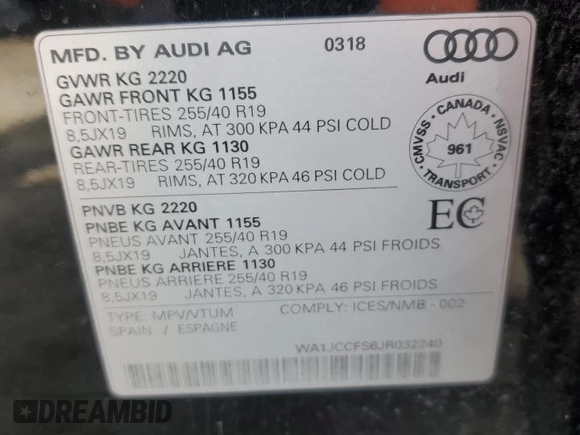 MFD. BY AUDI AG 0318
Audi
GVWR KG 2220
GAWR FRONT KG 1155
FRONT-TIRES 255/40 R19
8,5JX19 RIMS, AT 300 KPA 44 PSI COLD
GAWR REAR KG 1130
REAR-TIRES 255/40 R19
8,5JX19 RIMS, AT 320 KPA 46 PSI COLD
CMVSS - CANADA - NSVAC
961
TRANSPORT
PNVB KG 2220
PNBE KG AVANT 1155
PNEUS AVANT 255/40 R19
8,5JX19 JANTES, A 300 KPA 44 PSI FROIDS
PNBE KG ARRIERE 1130
PNEUS ARRIERE 255/40 R19
8,5JX19 JANTES, A 320 KPA 46 PSI FROIDS
EC
TYPE: MPV/VTUM COMPLY: ICES/NMB - 002
SPAIN / ESPAGNE
WA1JCCFS6JR032240
DREAMBID